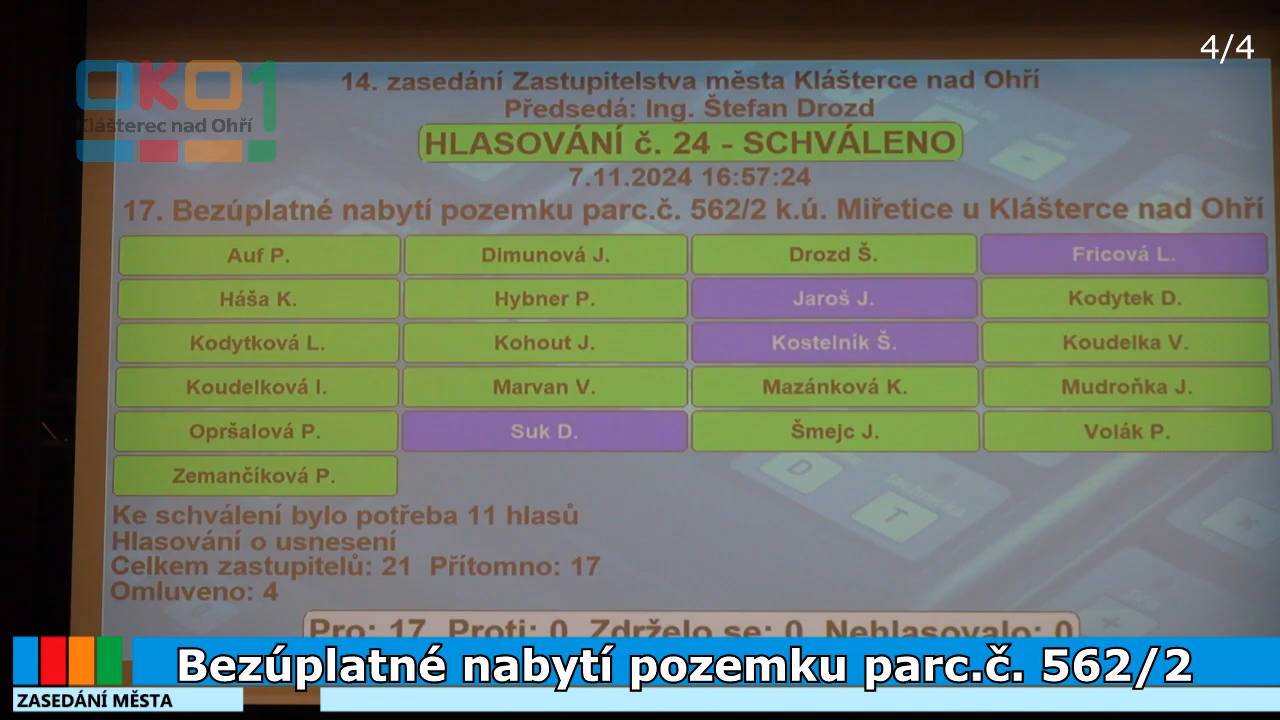 4/4
OKO1
Klášterec nad Ohří
14. zasedání Zastupitelstva města Klášterce nad Ohří
Předsedá: Ing. Štefan Drozd
HLASOVÁNÍ č. 24 - SCHVÁLENO
7.11.2024 16:57:24
17. Bezúplatné nabytí pozemku parc.č. 562/2 k.ú. Miřetice u Klášterce nad Ohří
Auf P. Dimunová J. Drozd Š. Fricová L.
Háša K. Hybner P. Jaroš J. Kodytek D.
Kodytková L. Kohout J. Kostelník Š. Koudelka V.
Koudelková I. Marvan V. Mazánková K. Mudroňka J.
Opršalová P. Suk D. Šmejc J. Volák P.
Zemančíková P.
Ke schválení bylo potřeba 11 hlasů
Hlasování o usnesení
Celkem zastupitelů: 21 Přítomno: 17
Omluveno: 4
Pro: 17 Proti: 0 Zdrželo se: 0 Nehlasovalo: 0
Bezúplatné nabytí pozemku parc.č. 562/2
ZASEDÁNÍ MĚSTA